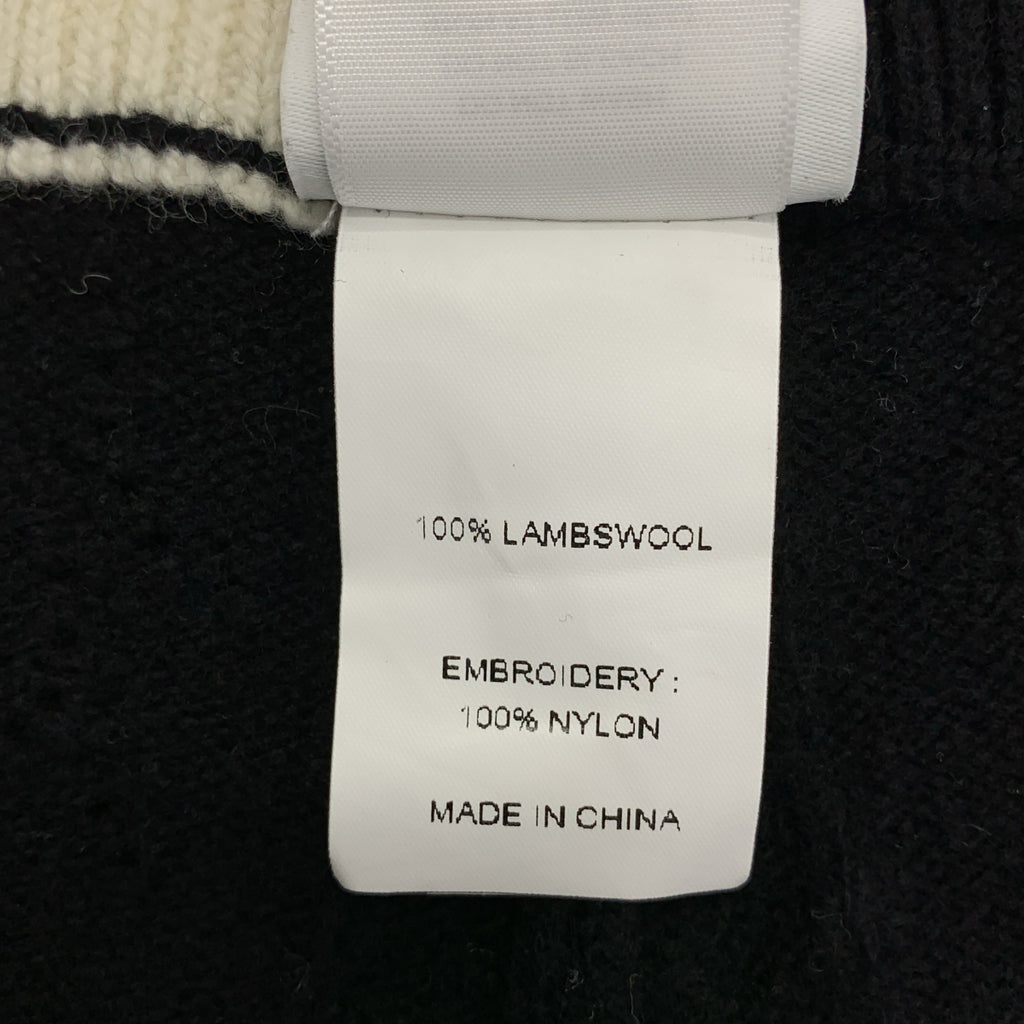 100% LAMBSWOOL
EMBROIDERY :
100% NYLON
MADE IN CHINA